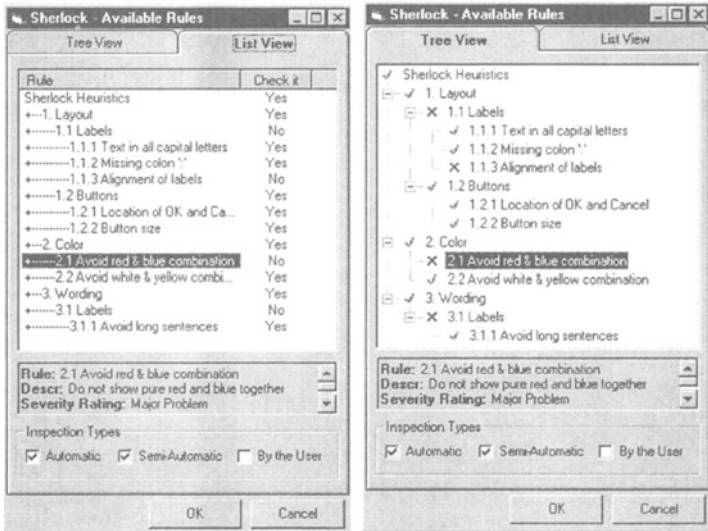 Sherlock - Available Rules
Tree View List View
Rule Check it
Sherlock Heuristics Yes
+---1. Layout Yes
+--------1.1 Labels No
+------------1.1.1 Text in all capital letters Yes
+------------1.1.2 Missing colon ':' Yes
+------------1.1.3 Alignment of labels No
+--------1.2 Buttons Yes
+------------1.2.1 Location of OK and Ca... Yes
+------------1.2.2 Button size Yes
+---2. Color Yes
+--------2.1 Avoid red & blue combination No
+--------2.2 Avoid white & yellow combi... Yes
+---3. Wording Yes
+--------3.1 Labels No
+------------3.1.1 Avoid long sentences Yes
Rule: 2.1 Avoid red & blue combination
Descr: Do not show pure red and blue together
Severity Rating: Major Problem
Inspection Types
Automatic Semi-Automatic By the User
OK Cancel
Sherlock - Available Rules
Tree View List View
Sherlock Heuristics
1. Layout
1.1 Labels
1.1.1 Text in all capital letters
1.1.2 Missing colon ':'
1.1.3 Alignment of labels
1.2 Buttons
1.2.1 Location of OK and Cancel
1.2.2 Button size
2. Color
2.1 Avoid red & blue combination
2.2 Avoid white & yellow combination
3. Wording
3.1 Labels
3.1.1 Avoid long sentences
Rule: 2.1 Avoid red & blue combination
Descr: Do not show pure red and blue together
Severity Rating: Major Problem
Inspection Types
Automatic Semi-Automatic By the User
OK Cancel